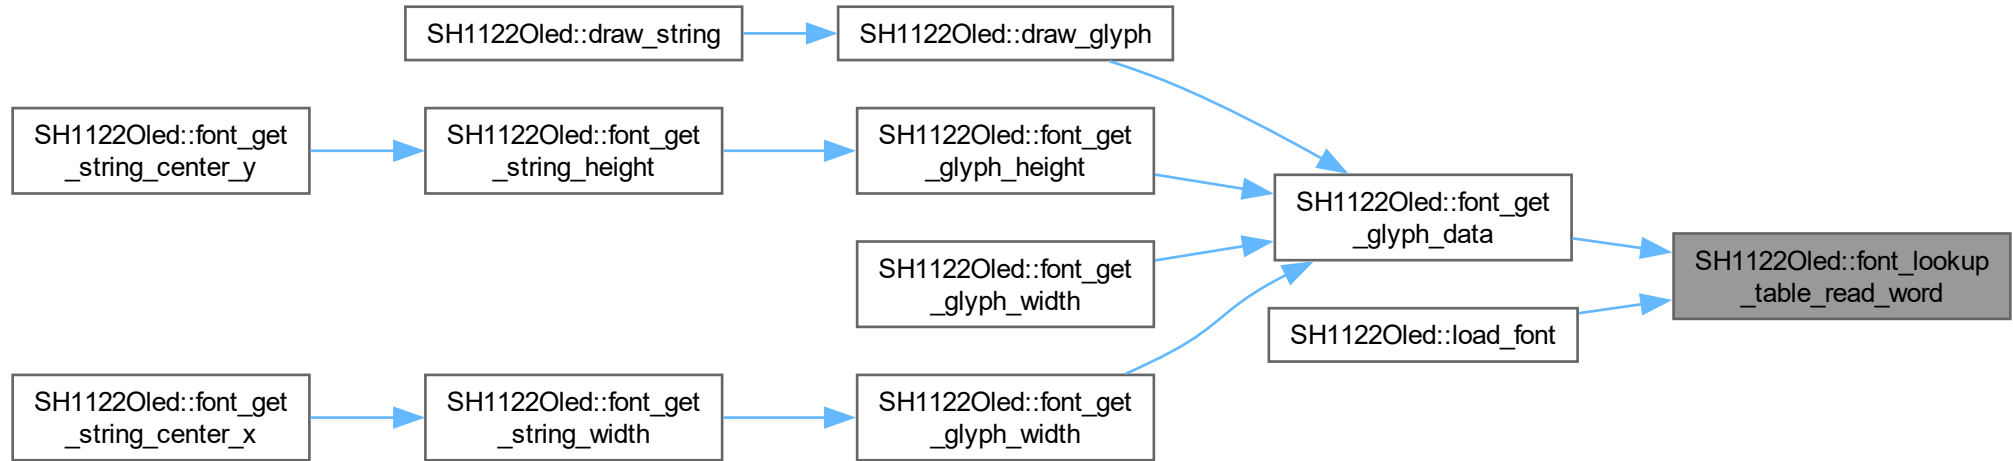 SH1122Oled::draw_string
SH1122Oled::draw_glyph
SH1122Oled::font_get
_string_center_y
SH1122Oled::font_get
_string_height
SH1122Oled::font_get
_glyph_height
SH1122Oled::font_get
_glyph_data
SH1122Oled::font_get
_glyph_width
SH1122Oled::font_lookup
_table_read_word
SH1122Oled::load_font
SH1122Oled::font_get
_string_center_x
SH1122Oled::font_get
_string_width
SH1122Oled::font_get
_glyph_width